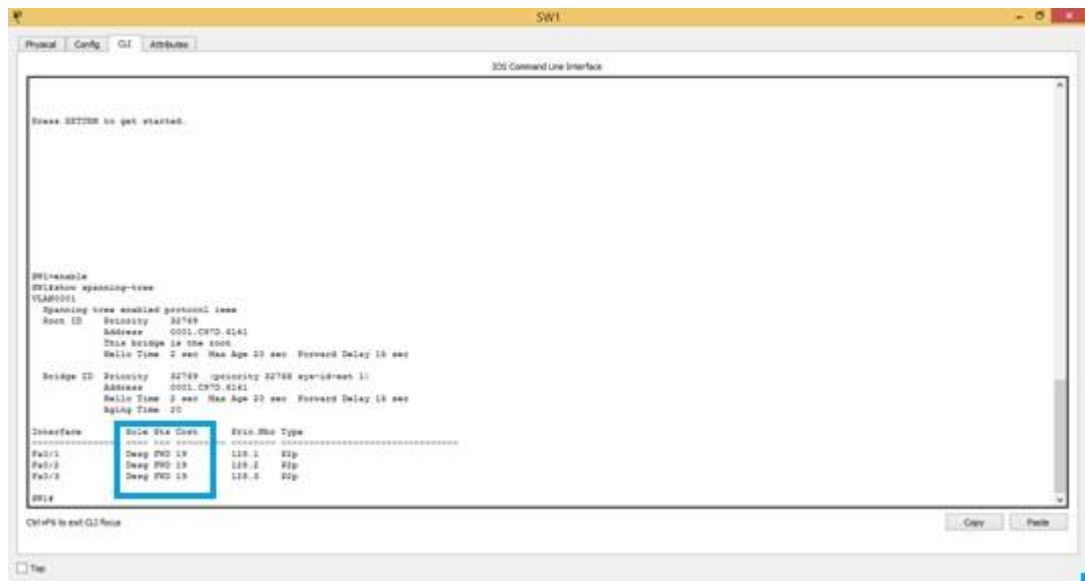 SW1
Physical Config CLI Attributes
IOS Command Line Interface
Press RETURN to get started.
SW1>enable
SW1#show spanning-tree
VLAN0001
Spanning tree enabled protocol ieee
Root ID Priority 32769
Address 0001.C97D.6141
This bridge is the root
Hello Time 2 sec Max Age 20 sec Forward Delay 15 sec
Bridge ID Priority 32769 (priority 32768 sys-id-ext 1)
Address 0001.C97D.6141
Hello Time 2 sec Max Age 20 sec Forward Delay 15 sec
Aging Time 20
Interface Role Sts Cost Prio.Nbr Type
Fa0/1 Desg FWD 19 128.1 P2p
Fa0/2 Desg FWD 19 128.2 P2p
Fa0/3 Desg FWD 19 128.3 P2p
SW1#
Ctrl+F6 to exit CLI focus
Copy Paste
Top